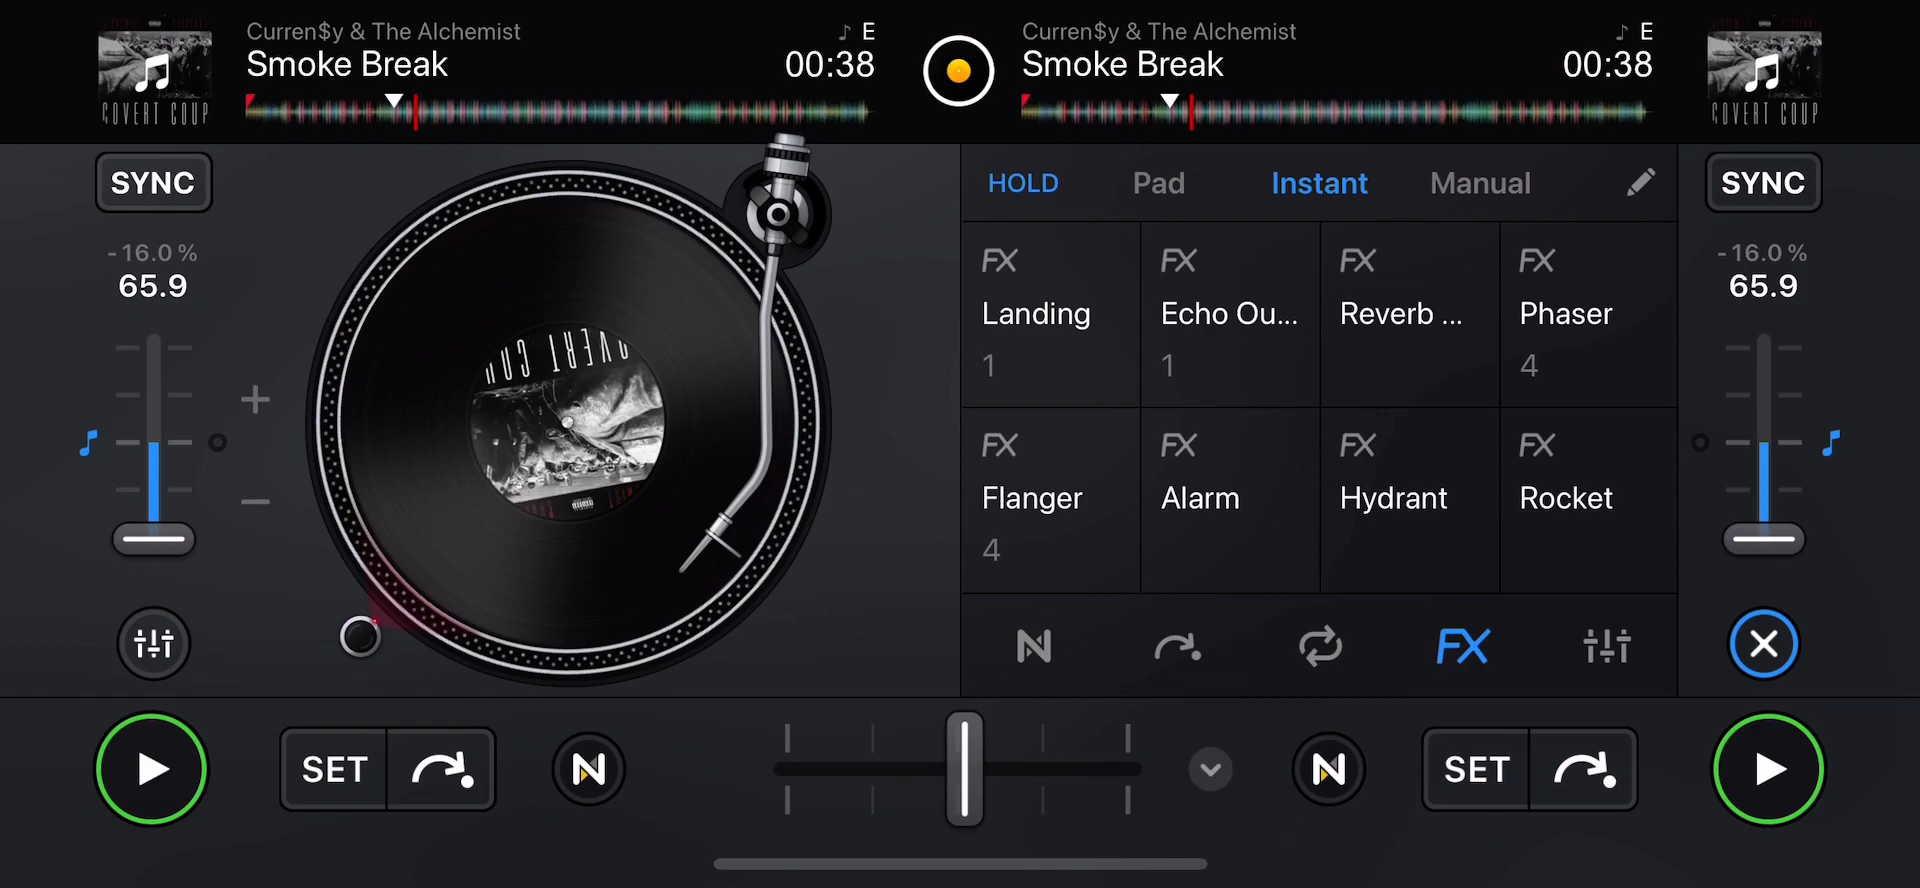 Curren$y & The Alchemist
E
Smoke Break
00:38
COVERT COUP
Curren$y & The Alchemist
E
Smoke Break
00:38
COVERT COUP
SYNC
-16.0%
65.9
COVERT COUP
HOLD
Pad
Instant
Manual
FX
Landing
1
FX
Echo Ou...
1
FX
Reverb ...
FX
Phaser
4
FX
Flanger
4
FX
Alarm
FX
Hydrant
FX
Rocket
N
FX
SYNC
-16.0%
65.9
SET
N
N
SET